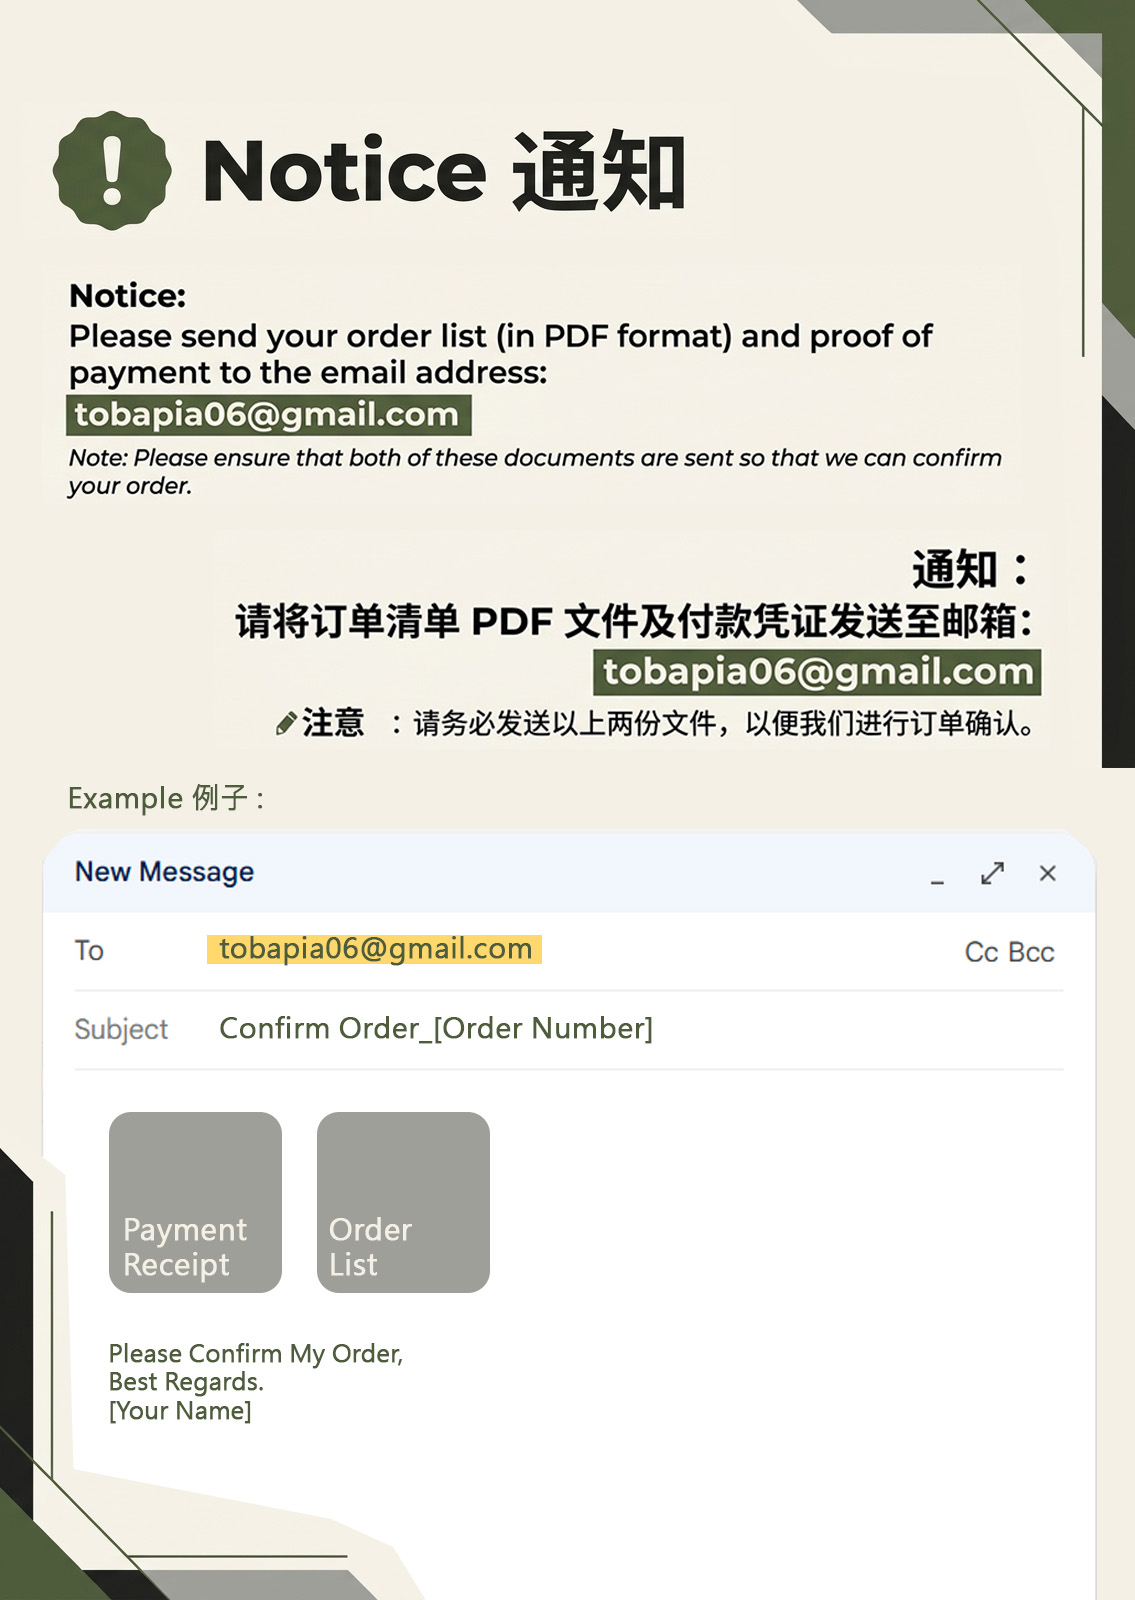 Notice 通知
Notice:
Please send your order list (in PDF format) and proof of
payment to the email address:
tobapia06@gmail.com
Note: Please ensure that both of these documents are sent so that we can confirm
your order.
通知：
请将订单清单 PDF 文件及付款凭证发送至邮箱：
tobapia06@gmail.com
注意 ：请务必发送以上两份文件，以便我们进行订单确认。
Example 例子 :
New Message
To tobapia06@gmail.com Cc Bcc
Subject Confirm Order_[Order Number]
Payment
Receipt
Order
List
Please Confirm My Order,
Best Regards.
[Your Name]